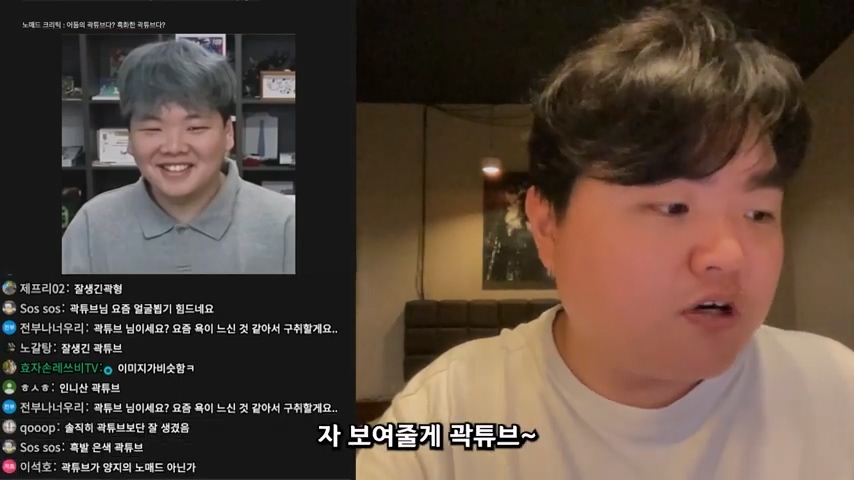 노매드 크리틱 : 어둠의 곽튜브다? 흑화한 곽튜브다?
제프리02: 잘생긴곽형
Sos sos: 곽튜브님 요즘 얼굴뵙기 힘드네요
전부나너우리: 곽튜브 님이세요? 요즘 욕이 느신 것 같아서 구취할게요..
노갈탕: 잘생긴 곽튜브
효자손레쓰비TV: 이미지가비슷함ㅋ
ㅎㅅㅎ: 인니산 곽튜브
전부나너우리: 곽튜브 님이세요? 요즘 욕이 느신 것 같아서 구취할게요..
qooop: 솔직히 곽튜브보단 잘 생겼음
Sos sos: 흑발 은색 곽튜브
이석호: 곽튜브가 양지의 노매드 아닌가
자 보여줄게 곽튜브~